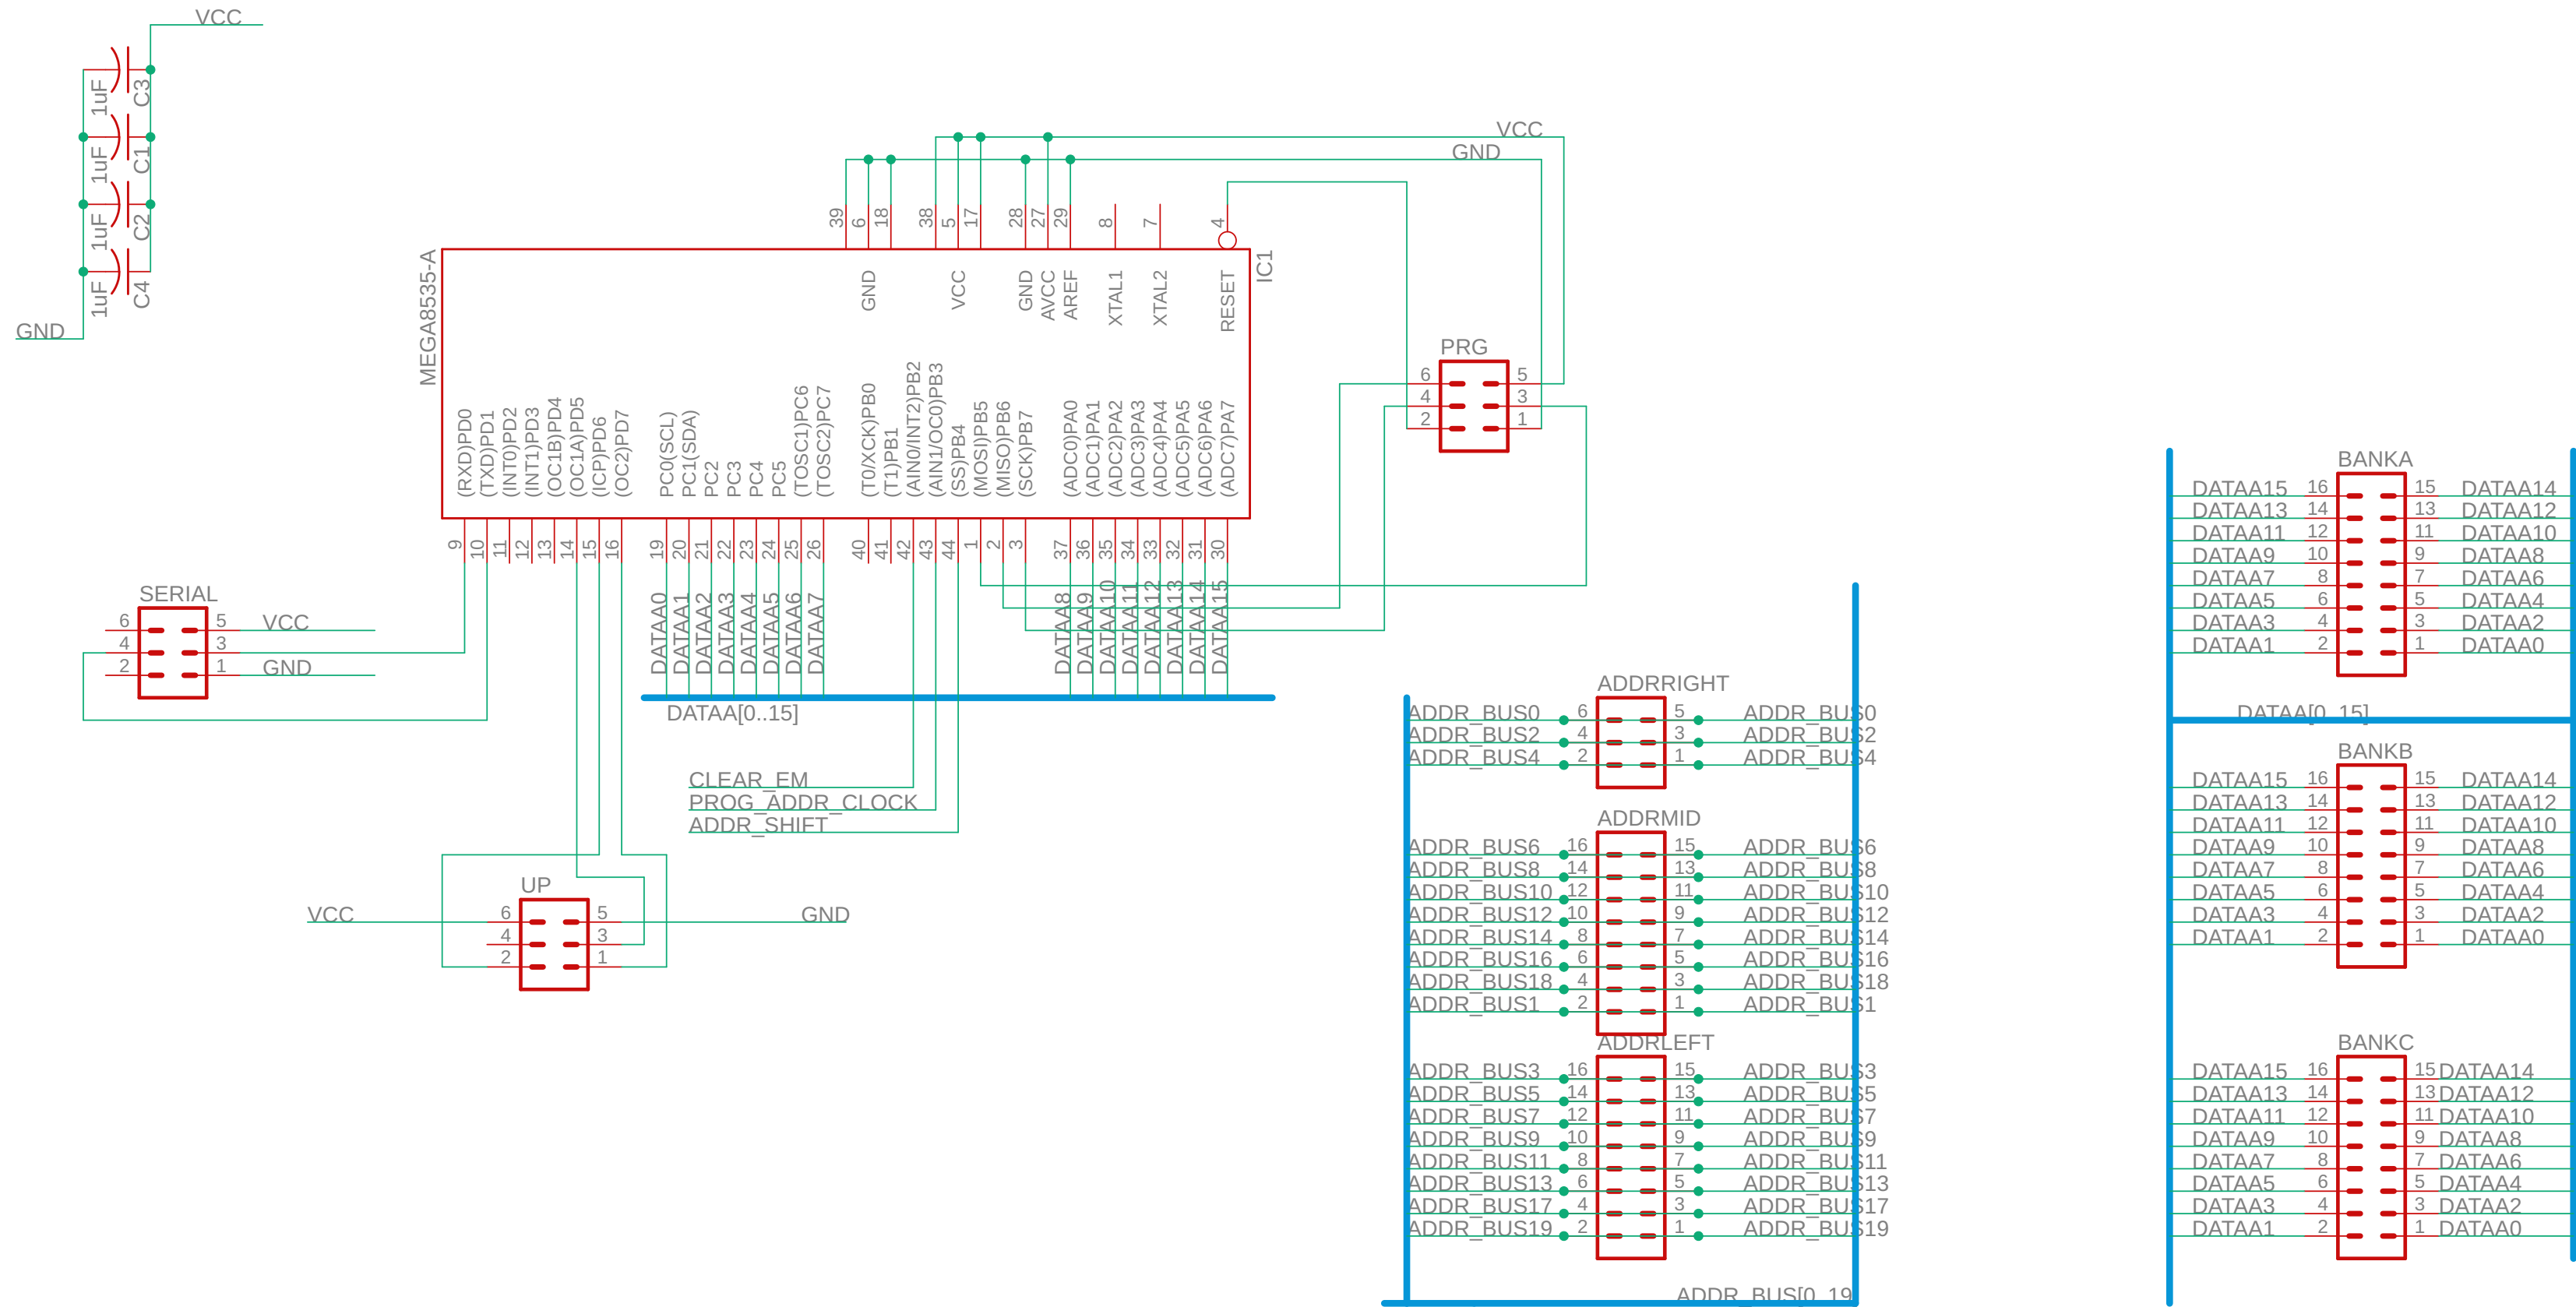 VCC
1uF
C3
1uF
C1
1uF
C2
1uF
C4
GND
VCC
GND
MEGA8535-A
IC1
39
6
18
38
5
17
28
27
29
8
7
4
GND
VCC
GND
AVCC
AREF
XTAL1
XTAL2
RESET
(RXD)PD0
(TXD)PD1
(INT0)PD2
(INT1)PD3
(OC1B)PD4
(OC1A)PD5
(ICP)PD6
(OC2)PD7
PC0(SCL)
PC1(SDA)
PC2
PC3
PC4
PC5
(TOSC1)PC6
(TOSC2)PC7
(T0/XCK)PB0
(T1)PB1
(AIN0/INT2)PB2
(AIN1/OC0)PB3
(SS)PB4
(MOSI)PB5
(MISO)PB6
(SCK)PB7
(ADC0)PA0
(ADC1)PA1
(ADC2)PA2
(ADC3)PA3
(ADC4)PA4
(ADC5)PA5
(ADC6)PA6
(ADC7)PA7
9
10
11
12
13
14
15
16
19
20
21
22
23
24
25
26
40
41
42
43
44
1
2
3
37
36
35
34
33
32
31
30
DATAA0
DATAA1
DATAA2
DATAA3
DATAA4
DATAA5
DATAA6
DATAA7
DATAA8
DATAA9
DATAA10
DATAA11
DATAA12
DATAA13
DATAA14
DATAA15
DATAA[0..15]
PRG
6 5
4 3
2 1
SERIAL
6 5 VCC
4 3
2 1 GND
CLEAR_EM
PROG_ADDR_CLOCK
ADDR_SHIFT
UP
VCC 6 5 GND
4 3
2 1
ADDRRIGHT
ADDR_BUS0 6 5 ADDR_BUS0
ADDR_BUS2 4 3 ADDR_BUS2
ADDR_BUS4 2 1 ADDR_BUS4
ADDRMID
ADDR_BUS6 16 15 ADDR_BUS6
ADDR_BUS8 14 13 ADDR_BUS8
ADDR_BUS10 12 11 ADDR_BUS10
ADDR_BUS12 10 9 ADDR_BUS12
ADDR_BUS14 8 7 ADDR_BUS14
ADDR_BUS16 6 5 ADDR_BUS16
ADDR_BUS18 4 3 ADDR_BUS18
ADDR_BUS1 2 1 ADDR_BUS1
ADDRLEFT
ADDR_BUS3 16 15 ADDR_BUS3
ADDR_BUS5 14 13 ADDR_BUS5
ADDR_BUS7 12 11 ADDR_BUS7
ADDR_BUS9 10 9 ADDR_BUS9
ADDR_BUS11 8 7 ADDR_BUS11
ADDR_BUS13 6 5 ADDR_BUS13
ADDR_BUS17 4 3 ADDR_BUS17
ADDR_BUS19 2 1 ADDR_BUS19
ADDR_BUS[0..19
BANKA
DATAA15 16 15 DATAA14
DATAA13 14 13 DATAA12
DATAA11 12 11 DATAA10
DATAA9 10 9 DATAA8
DATAA7 8 7 DATAA6
DATAA5 6 5 DATAA4
DATAA3 4 3 DATAA2
DATAA1 2 1 DATAA0
DATAA[0..15]
BANKB
DATAA15 16 15 DATAA14
DATAA13 14 13 DATAA12
DATAA11 12 11 DATAA10
DATAA9 10 9 DATAA8
DATAA7 8 7 DATAA6
DATAA5 6 5 DATAA4
DATAA3 4 3 DATAA2
DATAA1 2 1 DATAA0
BANKC
DATAA15 16 15 DATAA14
DATAA13 14 13 DATAA12
DATAA11 12 11 DATAA10
DATAA9 10 9 DATAA8
DATAA7 8 7 DATAA6
DATAA5 6 5 DATAA4
DATAA3 4 3 DATAA2
DATAA1 2 1 DATAA0